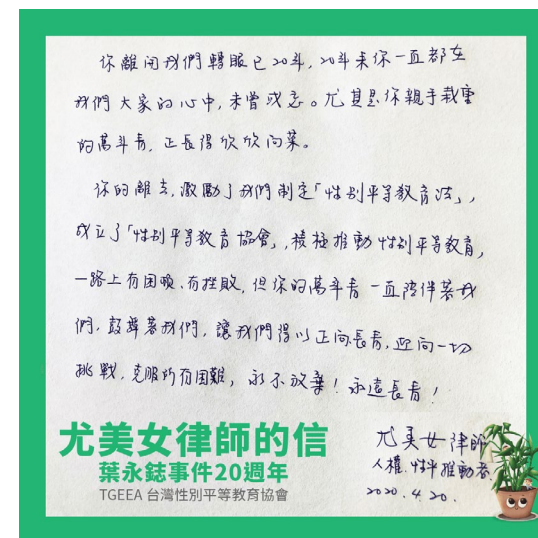 你離開我們轉眼已20年,20年來你一直都在
我們大家的心中,未曾或忘。尤其是你親手栽種
的萬年青,正長得欣欣向榮。
你的離去,激勵了我們制定「性別平等教育法」,
成立了「性別平等教育協會」,積極推動性別平等教育,
一路上有困頓、有挫敗,但你的萬年青一直陪伴著我
們,鼓舞著我們,讓我們得以正向長青,迎向一切
挑戰,克服所有困難,永不放棄!永遠長青!
尤美女律師
人權、性平推動者
2020.4.20.
尤美女律師的信
葉永鋕事件20週年
TGEEA 台灣性別平等教育協會